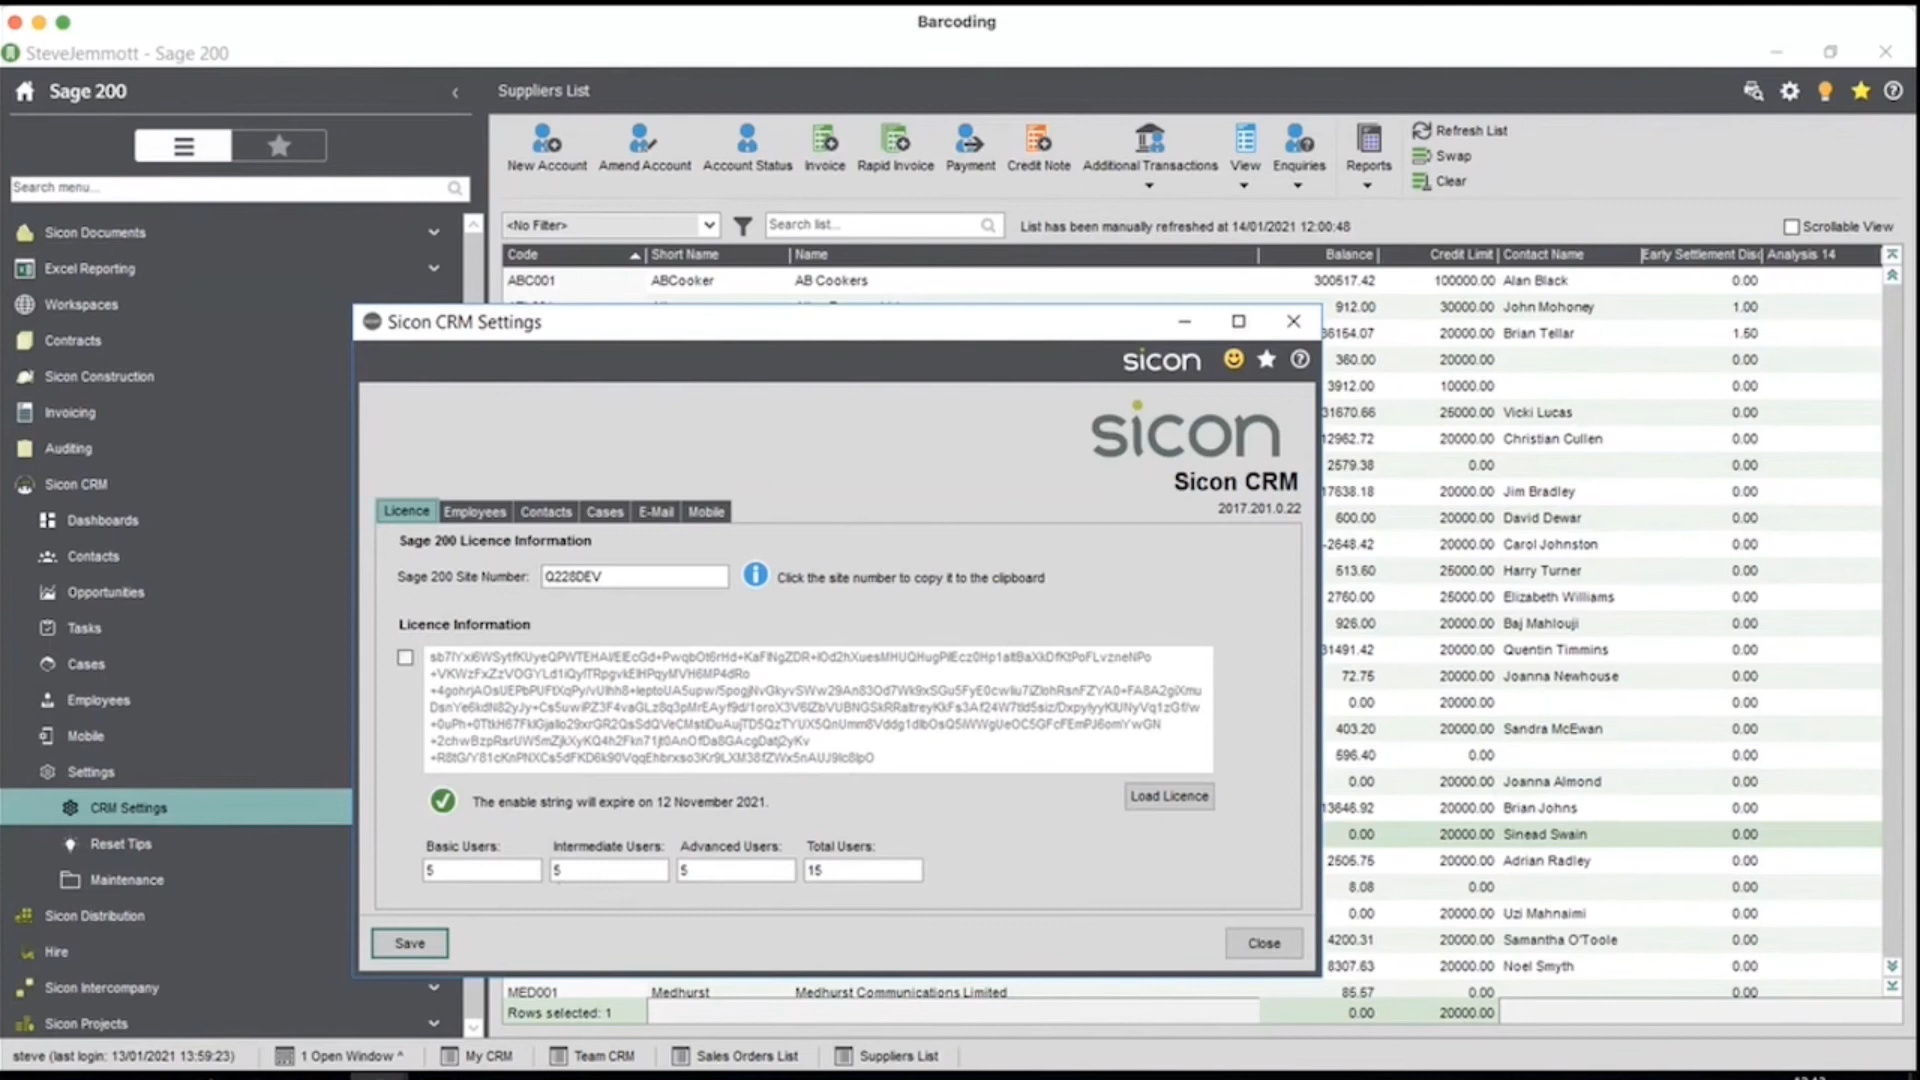 Barcoding
SteveJemmott - Sage 200
Sage 200
Suppliers List
Search menu...
New Account
Amend Account
Account Status
Invoice
Rapid Invoice
Payment
Credit Note
Additional Transactions
View
Enquiries
Reports
Refresh List
Swap
Clear
<No Filter>
Search list...
List has been manually refreshed at 14/01/2021 12:00:48
Scrollable View
Sicon Documents
Excel Reporting
Workspaces
Contracts
Sicon Construction
Invoicing
Auditing
Sicon CRM
Dashboards
Contacts
Opportunities
Tasks
Cases
Employees
Mobile
Settings
CRM Settings
Reset Tips
Maintenance
Sicon Distribution
Hire
Sicon Intercompany
Sicon Projects
Code Short Name Name Balance Credit Limit Contact Name Early Settlement Disc Analysis 14
ABC001 ABCooker AB Cookers 300517.42 100000.00 Alan Black 0.00
912.00 30000.00 John Mohoney 1.00
36154.07 20000.00 Brian Tellar 1.50
360.00 20000.00 0.00
3912.00 10000.00 0.00
31670.66 25000.00 Vicki Lucas 0.00
12962.72 20000.00 Christian Cullen 0.00
2579.38 0.00 0.00
17638.18 20000.00 Jim Bradley 0.00
600.00 20000.00 David Dewar 0.00
-2648.42 20000.00 Carol Johnston 0.00
513.60 25000.00 Harry Turner 0.00
2760.00 25000.00 Elizabeth Williams 0.00
926.00 20000.00 Baj Mahlouji 0.00
31491.42 20000.00 Quentin Timmins 0.00
72.75 20000.00 Joanna Newhouse 0.00
0.00 20000.00 0.00
403.20 20000.00 Sandra McEwan 0.00
596.40 0.00 0.00
0.00 20000.00 Joanna Almond 0.00
13646.92 20000.00 Brian Johns 0.00
0.00 20000.00 Sinead Swain 0.00
2505.75 20000.00 Adrian Radley 0.00
8.08 0.00 0.00
0.00 20000.00 Uzi Mahnaimi 0.00
4200.31 20000.00 Samantha O'Toole 0.00
8307.63 20000.00 Noel Smyth 0.00
MED001 Medhurst Medhurst Communications Limited 85.57 0.00 0.00
Rows selected: 1 0.00 20000.00
Sicon CRM Settings
sicon
sicon
Sicon CRM
2017.201.0.22
Licence Employees Contacts Cases E-Mail Mobile
Sage 200 Licence Information
Sage 200 Site Number: Q228DEV Click the site number to copy it to the clipboard
Licence Information
The enable string will expire on 12 November 2021.
Load Licence
Basic Users: Intermediate Users: Advanced Users: Total Users:
5 5 5 15
Save
Close
steve (last login: 13/01/2021 13:59:23) 1 Open Window ^ My CRM Team CRM Sales Orders List Suppliers List